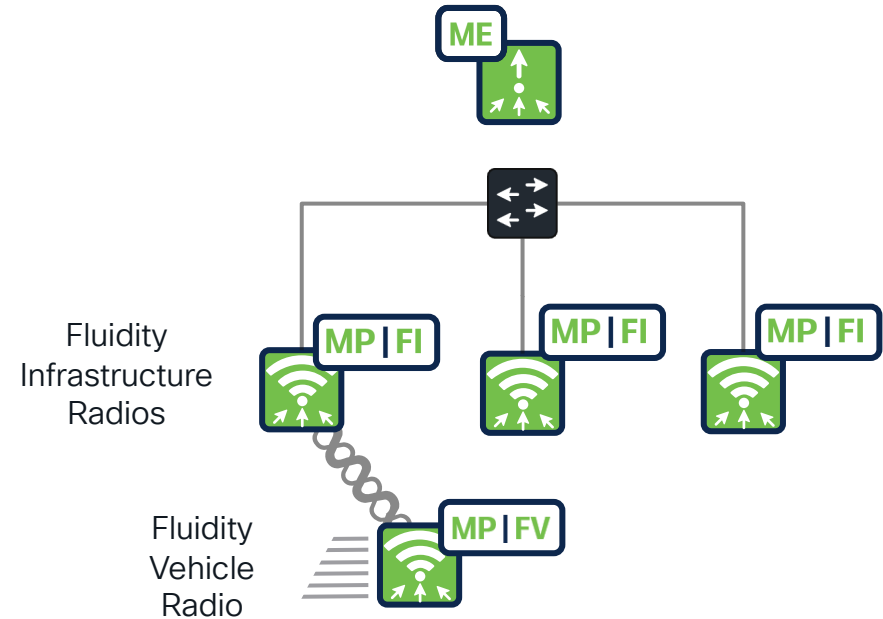 ME
MP|FI
MP|FI
MP|FI
Fluidity
Infrastructure
Radios
MP|FV
Fluidity
Vehicle
Radio